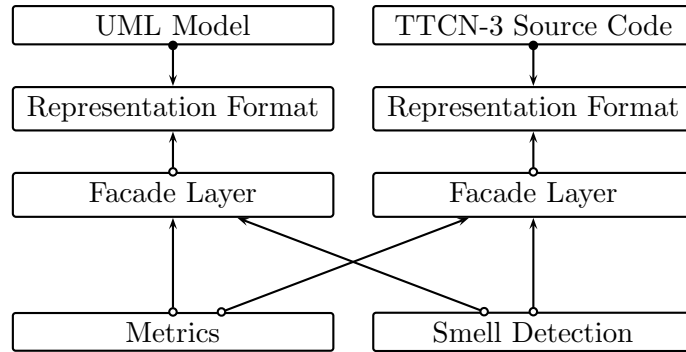 UML Model
TTCN-3 Source Code
Representation Format
Representation Format
Facade Layer
Facade Layer
Metrics
Smell Detection